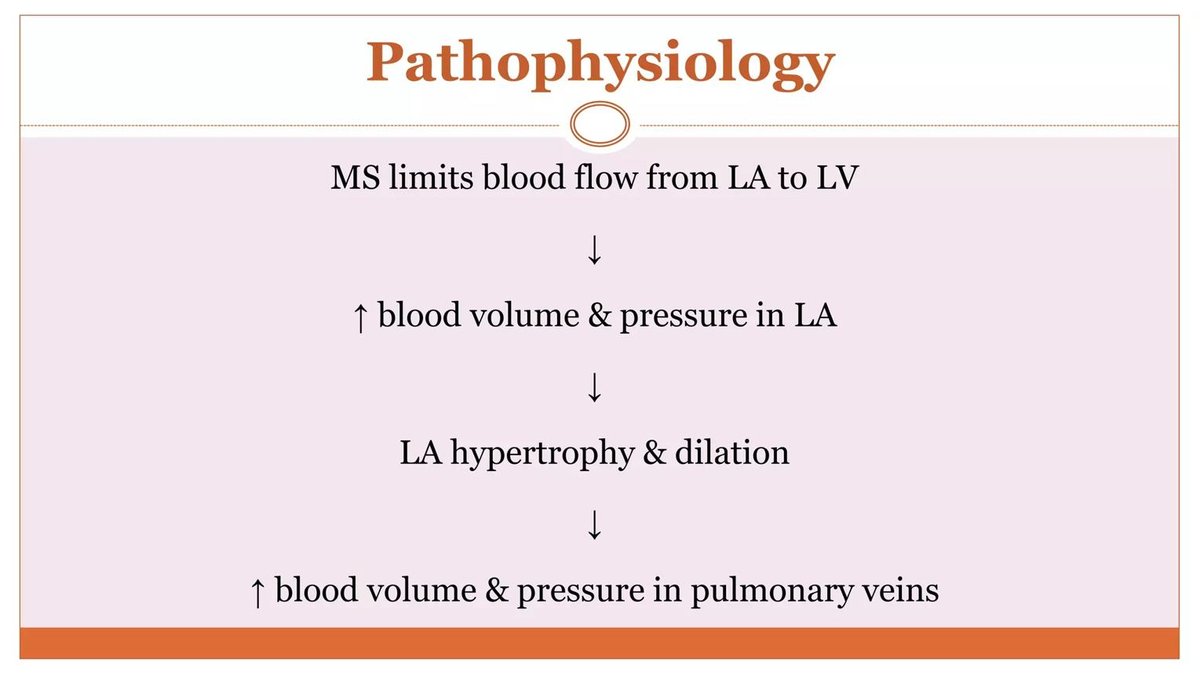 Pathophysiology
MS limits blood flow from LA to LV
↓
↑ blood volume & pressure in LA
↓
LA hypertrophy & dilation
↓
↑ blood volume & pressure in pulmonary veins